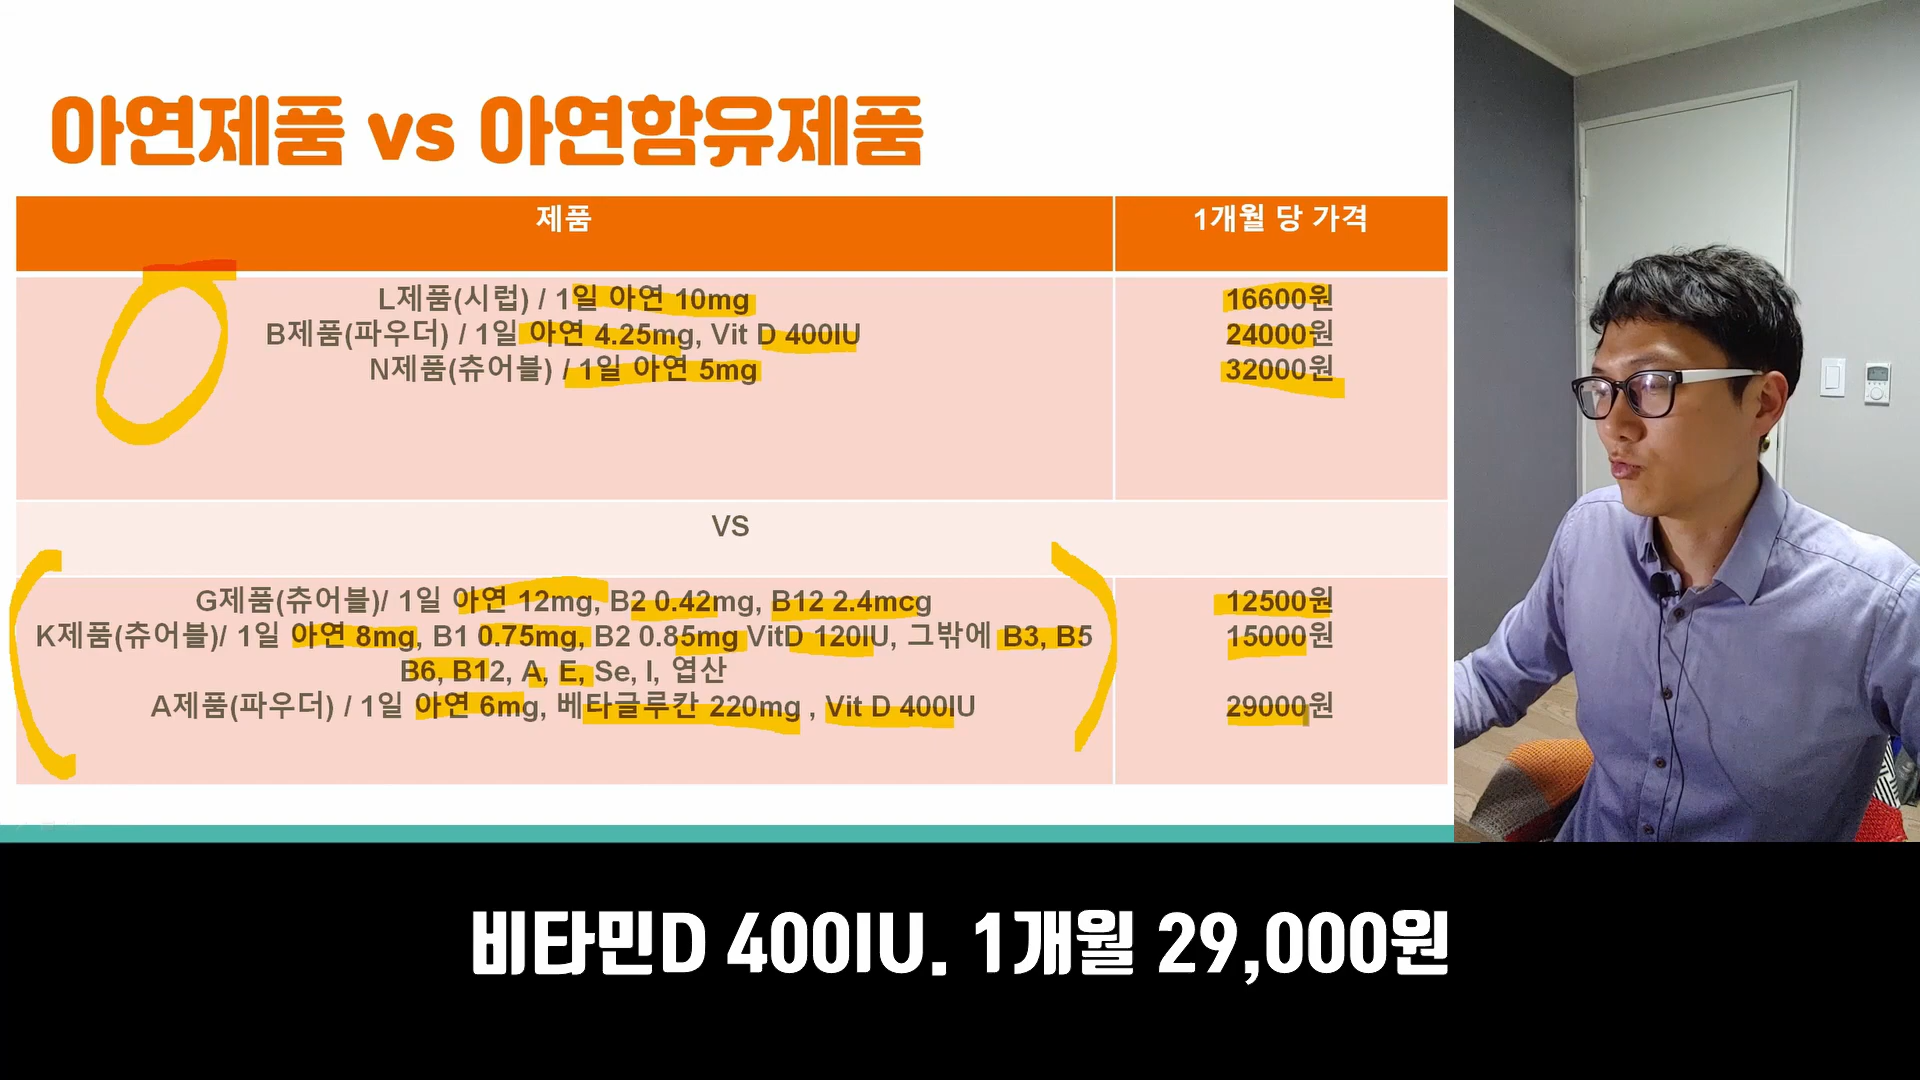 아연제품 vs 아연함유제품
제품
1개월 당 가격
L제품(시럽) / 1일 아연 10mg
16600원
B제품(파우더) / 1일 아연 4.25mg, Vit D 400IU
24000원
N제품(츄어블) / 1일 아연 5mg
32000원
VS
G제품(츄어블)/ 1일 아연 12mg, B2 0.42mg, B12 2.4mcg
12500원
K제품(츄어블)/ 1일 아연 8mg, B1 0.75mg, B2 0.85mg VitD 120IU, 그밖에 B3, B5
15000원
B6, B12, A, E, Se, I, 엽산
A제품(파우더) / 1일 아연 6mg, 베타글루칸 220mg , Vit D 400IU
29000원
비타민D 400IU. 1개월 29,000원